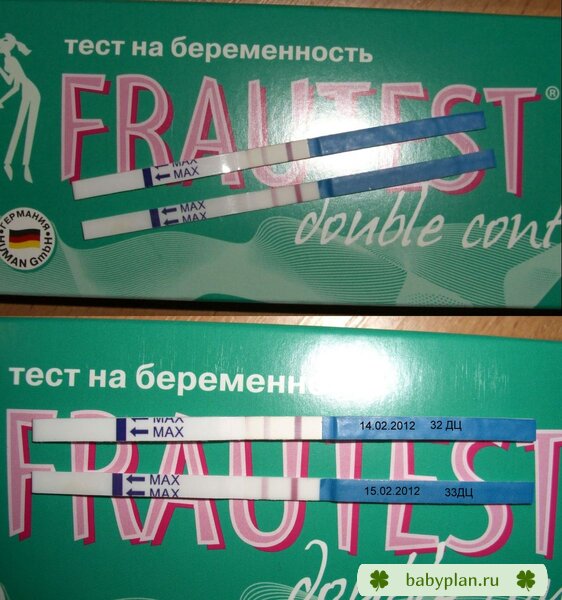 тест на беременность
FRAUTEST®
MAX
MAX
MAX
MAX
ГЕРМАНИЯ
HUMAN GmbH
double cont
тест на беременн
FRAUTEST
MAX
MAX
14.02.2012 32 ДЦ
MAX
MAX
15.02.2012 33ДЦ
double
babyplan.ru